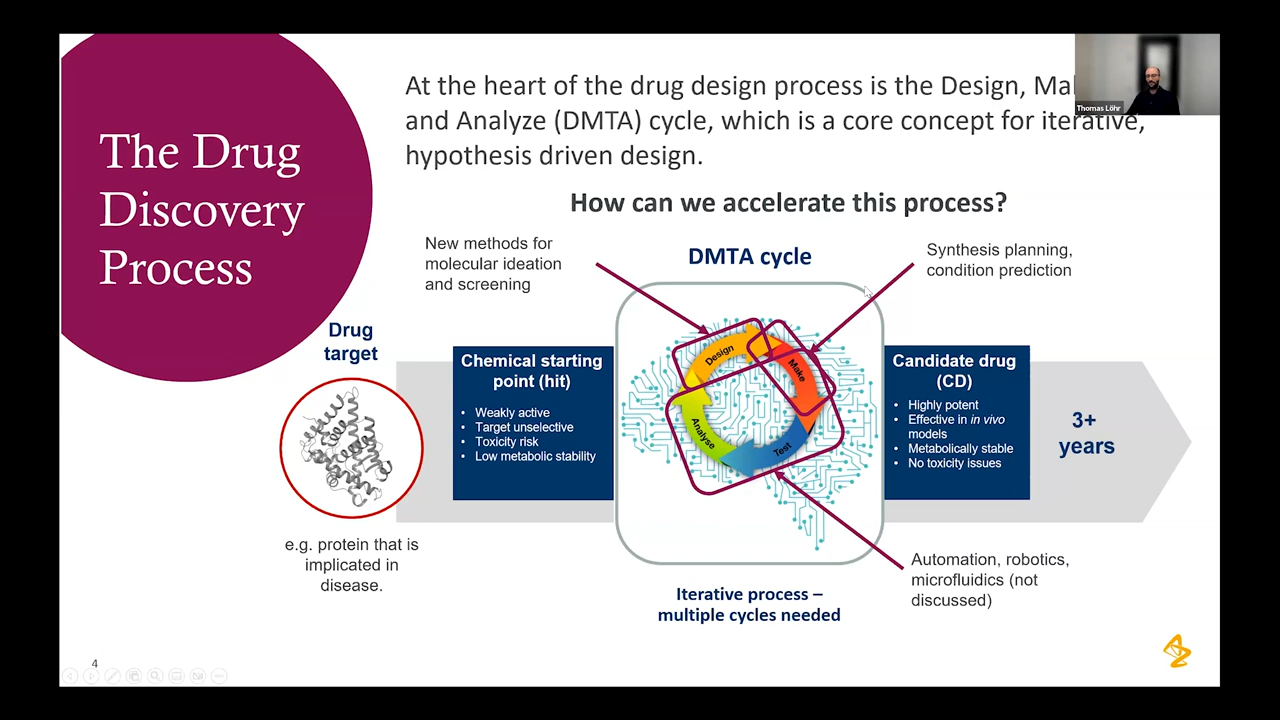 The Drug
Discovery
Process
At the heart of the drug design process is the Design,
and Analyze (DMTA) cycle, which is a core concept for iterative,
hypothesis driven design.
Thomas Löhr
How can we accelerate this process?
New methods for
molecular ideation
and screening
DMTA cycle
Synthesis planning,
condition prediction
Drug
target
Chemical starting
point (hit)
• Weakly active
• Target unselective
• Toxicity risk
• Low metabolic stability
Design
Make
Test
Analyse
Candidate drug
(CD)
• Highly potent
• Effective in in vivo
models
• Metabolically stable
• No toxicity issues
3+
years
e.g. protein that is
implicated in
disease.
Iterative process –
multiple cycles needed
Automation, robotics,
microfluidics (not
discussed)
4